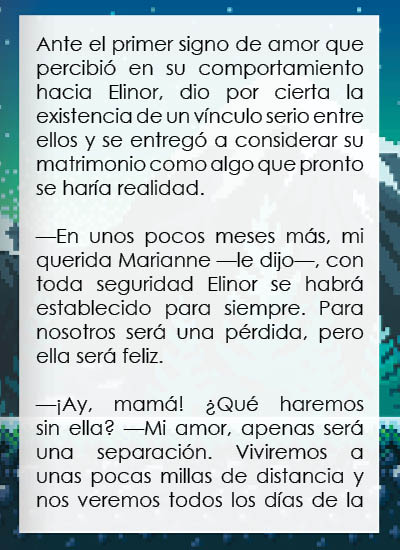 Ante el primer signo de amor que
percibió en su comportamiento
hacia Elinor, dio por cierta la
existencia de un vínculo serio entre
ellos y se entregó a considerar su
matrimonio como algo que pronto
se haría realidad.

—En unos pocos meses más, mi
querida Marianne —le dijo—, con
toda seguridad Elinor se habrá
establecido para siempre. Para
nosotros será una pérdida, pero
ella será feliz.

—¡Ay, mamá! ¿Qué haremos
sin ella? —Mi amor, apenas será
una separación. Viviremos a
unas pocas millas de distancia y
nos veremos todos los días de la